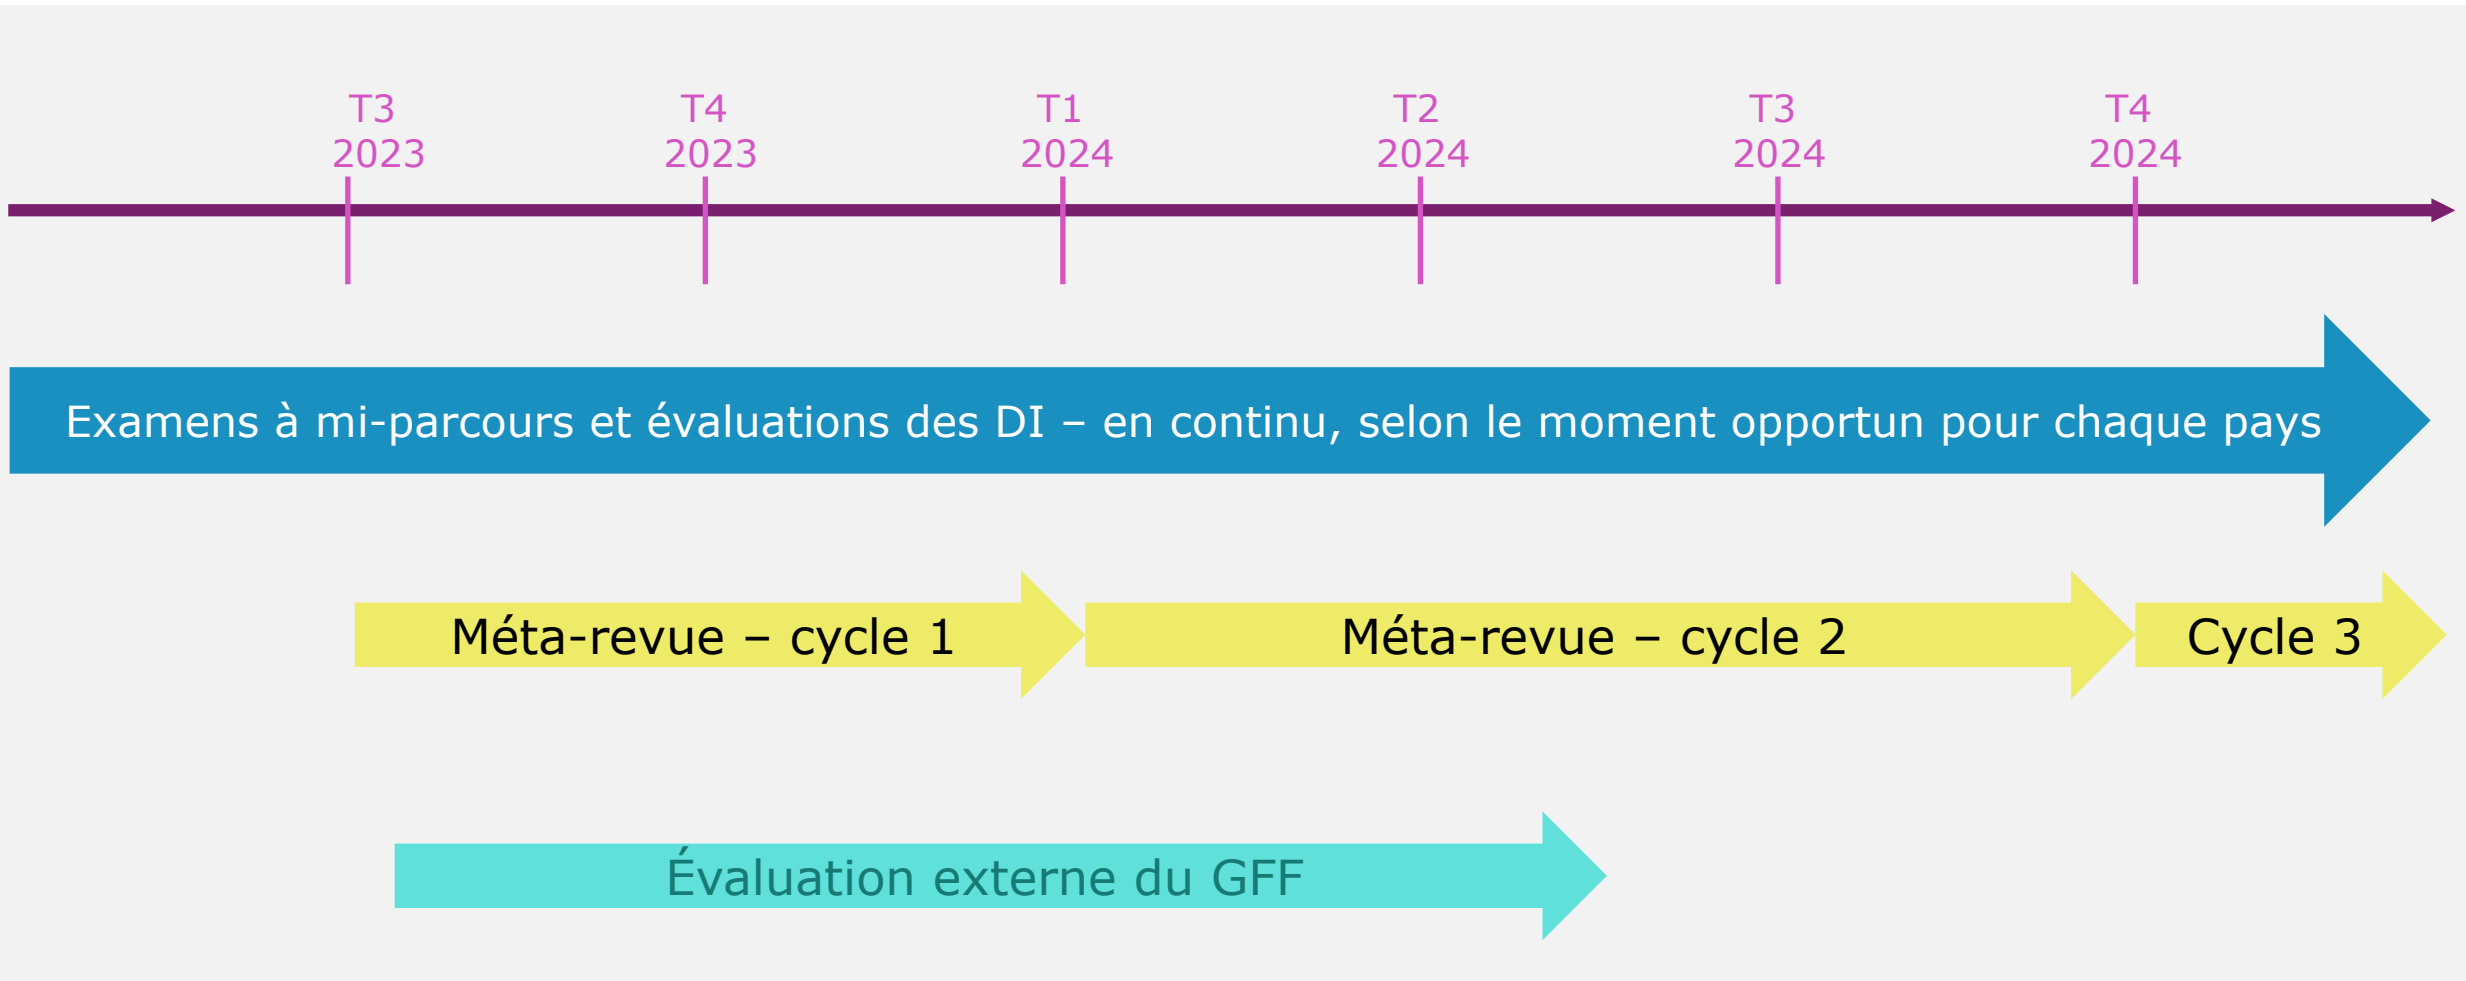 T3
2023
T4
2023
T1
2024
T2
2024
T3
2024
T4
2024
Examens à mi-parcours et évaluations des DI – en continu, selon le moment opportun pour chaque pays
Méta-revue – cycle 1
Méta-revue – cycle 2
Cycle 3
Évaluation externe du GFF